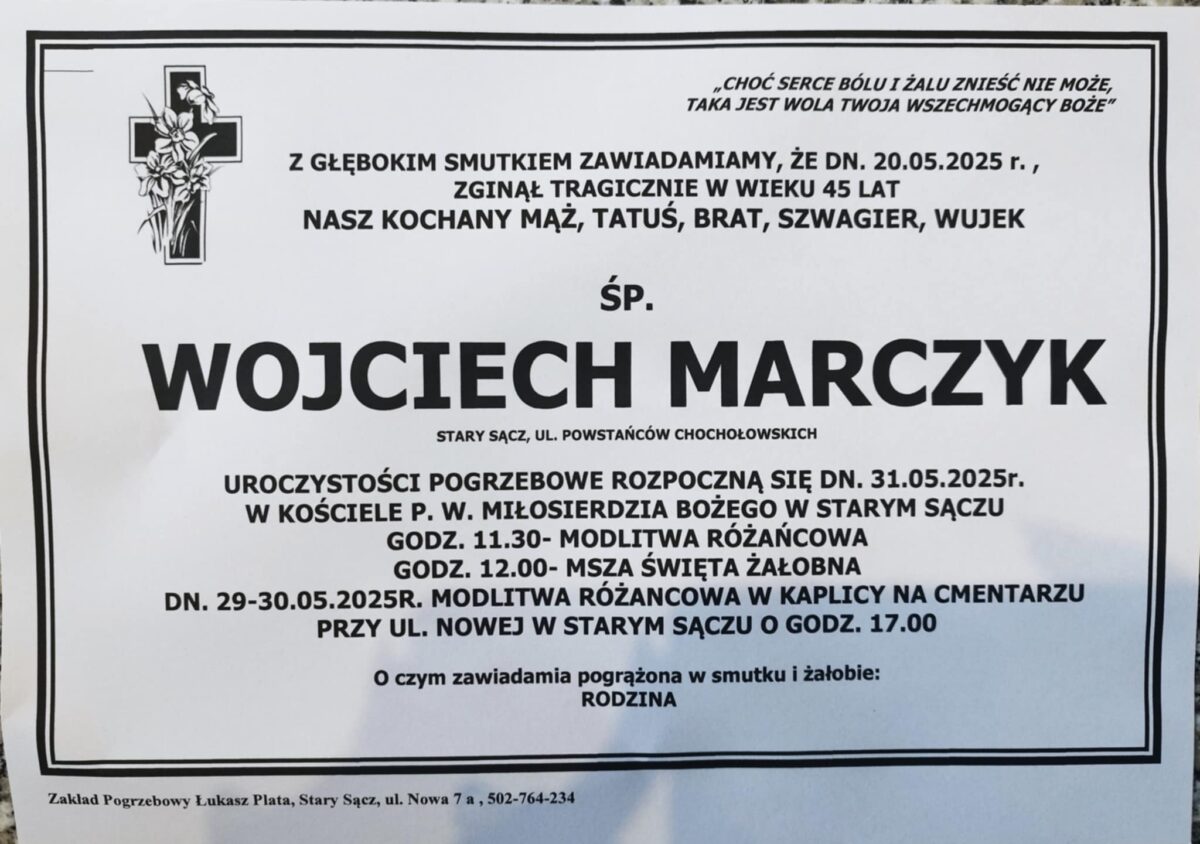 „CHOĆ SERCE BÓLU I ŻALU ZNIEŚĆ NIE MOŻE,
TAKA JEST WOLA TWOJA WSZECHMOGĄCY BOŻE”
Z GŁĘBOKIM SMUTKIEM ZAWIADAMIAMY, ŻE DN. 20.05.2025 r. ,
ZGINĄŁ TRAGICZNIE W WIEKU 45 LAT
NASZ KOCHANY MĄŻ, TATUŚ, BRAT, SZWAGIER, WUJEK
ŚP.
WOJCIECH MARCZYK
STARY SĄCZ, UL. POWSTAŃCÓW CHOCHOŁOWSKICH
UROCZYSTOŚCI POGRZEBOWE ROZPOCZNĄ SIĘ DN. 31.05.2025r.
W KOŚCIELE P. W. MIŁOSIERDZIA BOŻEGO W STARYM SĄCZU
GODZ. 11.30- MODLITWA RÓŻAŃCOWA
GODZ. 12.00- MSZA ŚWIĘTA ŻAŁOBNA
DN. 29-30.05.2025R. MODLITWA RÓŻANCOWA W KAPLICY NA CMENTARZU
PRZY UL. NOWEJ W STARYM SĄCZU O GODZ. 17.00
O czym zawiadamia pogrążona w smutku i żałobie:
RODZINA
Zakład Pogrzebowy Łukasz Plata, Stary Sącz, ul. Nowa 7 a , 502-764-234